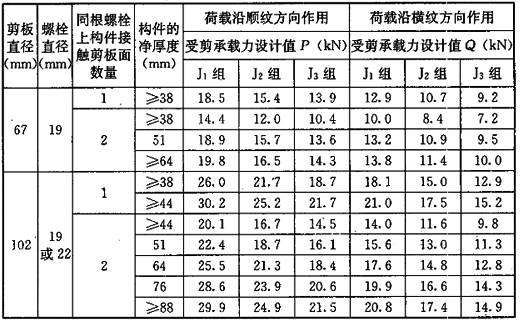 剪板直径(mm) 螺栓直径(mm) 同根螺栓上构件接触剪板面数量 构件的净厚度(mm) 荷载沿顺纹方向作用 荷载沿横纹方向作用
受剪承载力设计值 P (kN) 受剪承载力设计值 Q (kN)
J₁ 组 J₂ 组 J₃ 组 J₁ 组 J₂ 组 J₃ 组
67 19 1 ≥38 18.5 15.4 13.9 12.9 10.7 9.2
2 ≥38 14.4 12.0 10.4 10.0 8.4 7.2
51 18.9 15.7 13.6 13.2 10.9 9.5
≥64 19.8 16.5 14.3 13.8 11.4 10.0
102 19或22 1 ≥38 26.0 21.7 18.7 18.1 15.0 12.9
≥44 30.2 25.2 21.7 21.0 17.5 15.2
2 ≥44 20.1 16.7 14.5 14.0 11.6 9.8
51 22.4 18.7 16.1 15.6 13.0 11.3
64 25.5 21.3 18.4 17.6 14.8 12.8
76 28.6 23.9 20.6 19.9 16.6 14.3
≥88 29.9 24.9 21.5 20.8 17.4 14.9